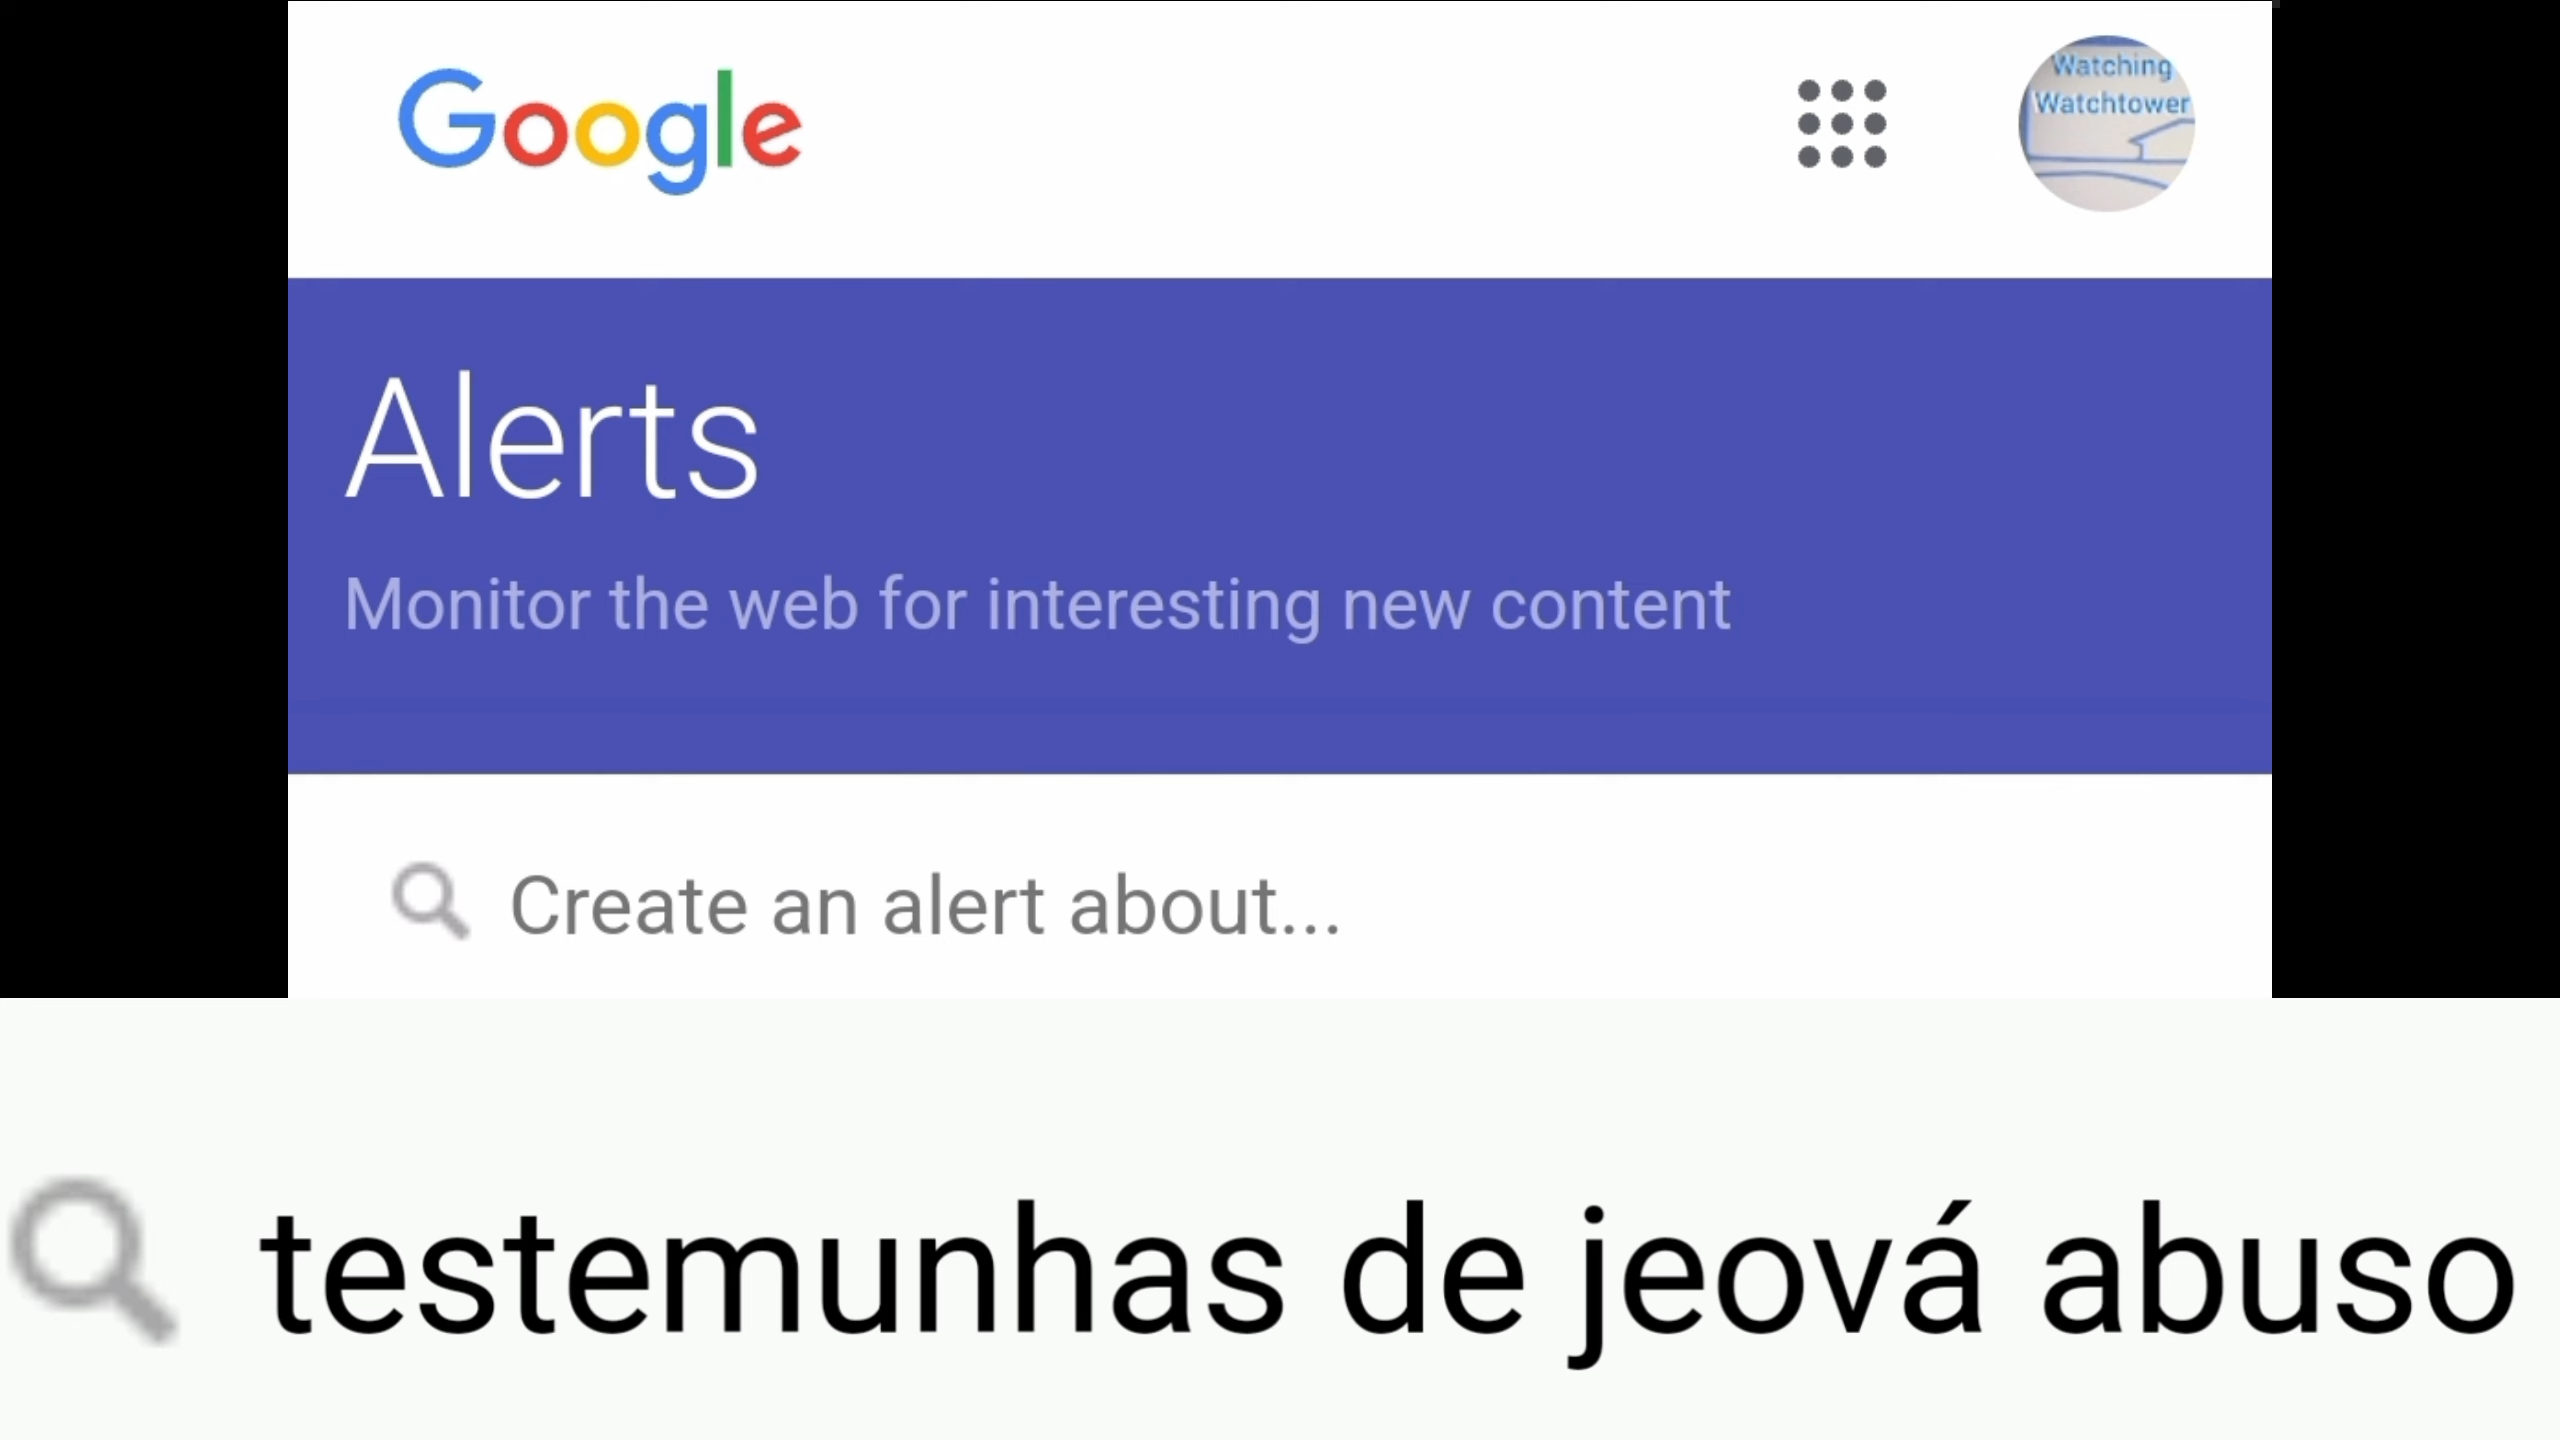 Google
Watching
Watchtower
Alerts
Monitor the web for interesting new content
Create an alert about...
testemunhas de jeová abuso